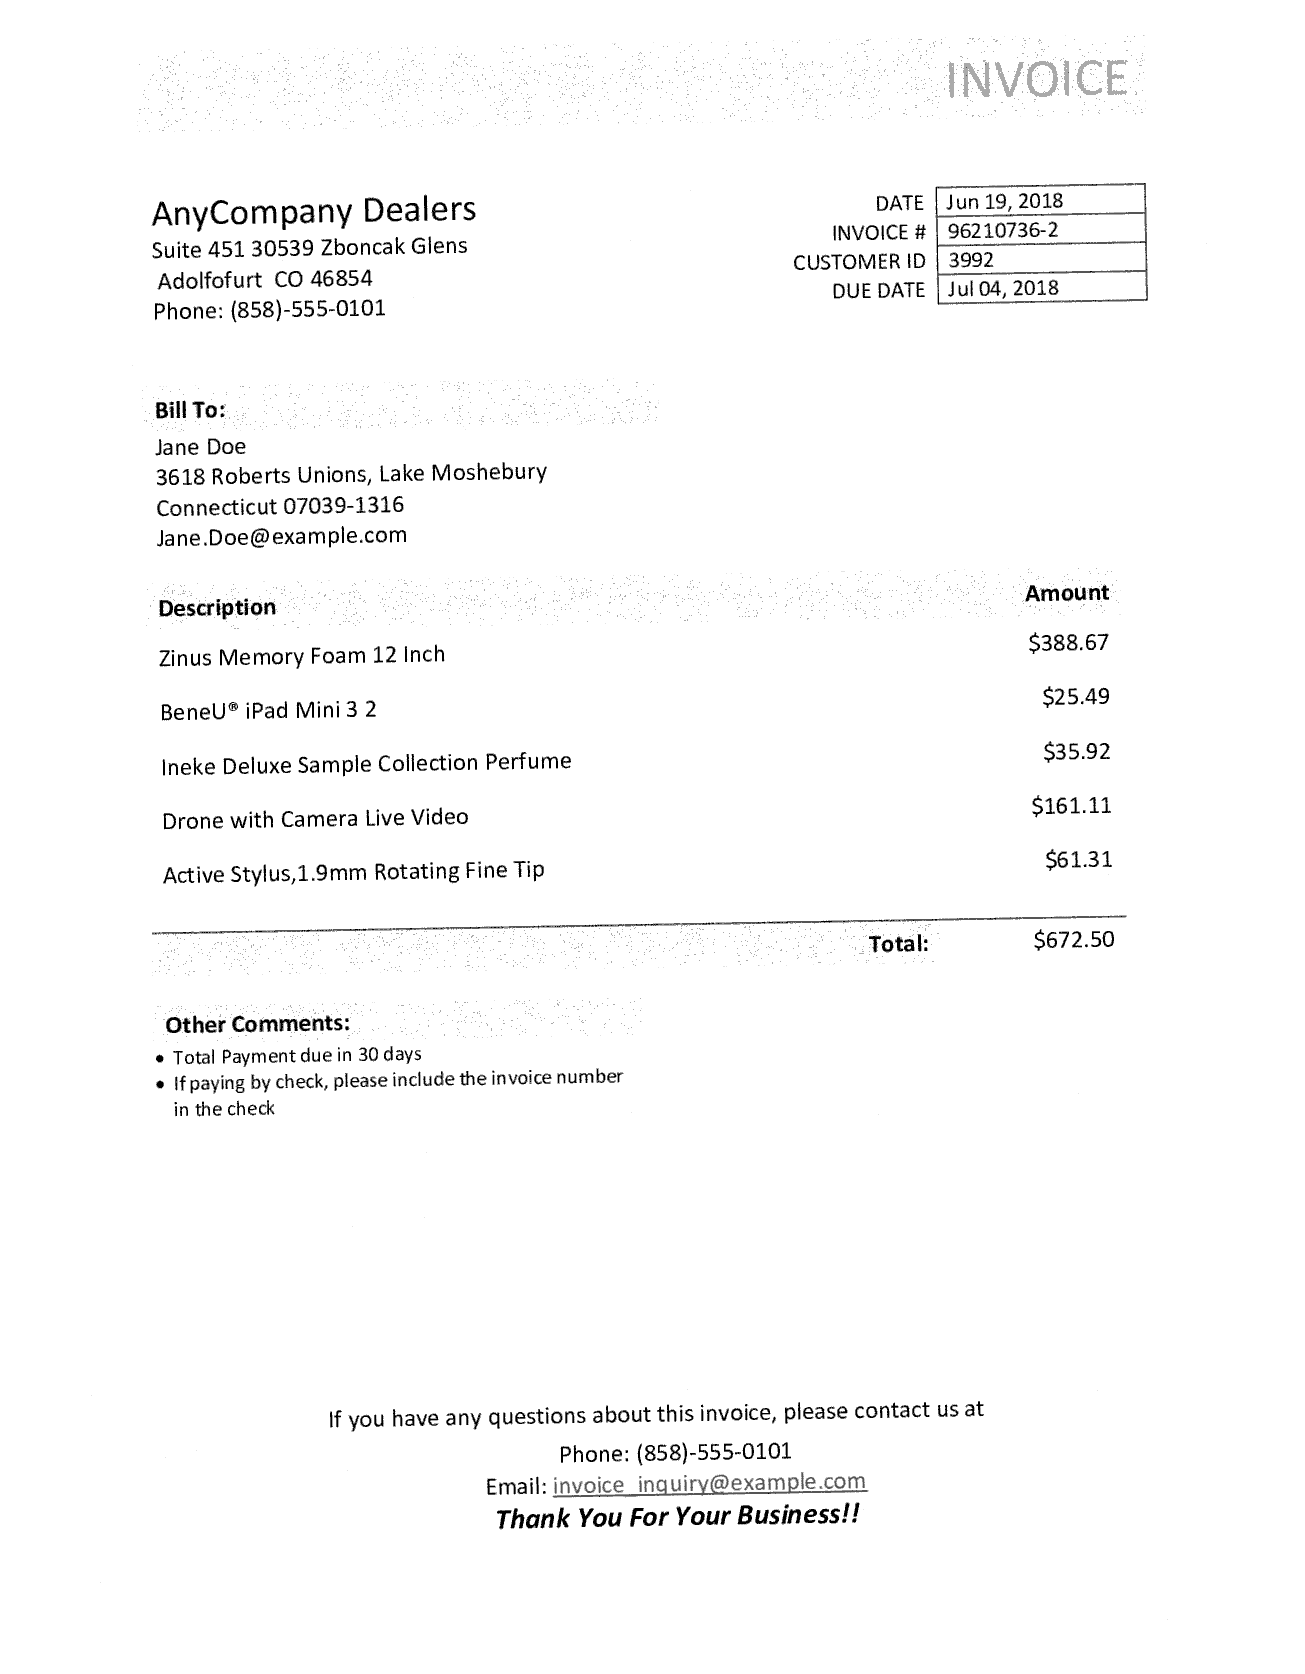 INVOICE
AnyCompany Dealers
Suite 451 30539 Zboncak Glens
Adolfofurt CO 46854
Phone: (858)-555-0101
DATE Jun 19, 2018
INVOICE # 96210736-2
CUSTOMER ID 3992
DUE DATE Jul 04, 2018
Bill To:
Jane Doe
3618 Roberts Unions, Lake Moshebury
Connecticut 07039-1316
Jane.Doe@example.com
Description Amount
Zinus Memory Foam 12 Inch $388.67
BeneU® iPad Mini 3 2 $25.49
Ineke Deluxe Sample Collection Perfume $35.92
Drone with Camera Live Video $161.11
Active Stylus,1.9mm Rotating Fine Tip $61.31
Total: $672.50
Other Comments:
• Total Payment due in 30 days
• If paying by check, please include the invoice number
in the check
If you have any questions about this invoice, please contact us at
Phone: (858)-555-0101
Email: invoice_inquiry@example.com
Thank You For Your Business!!